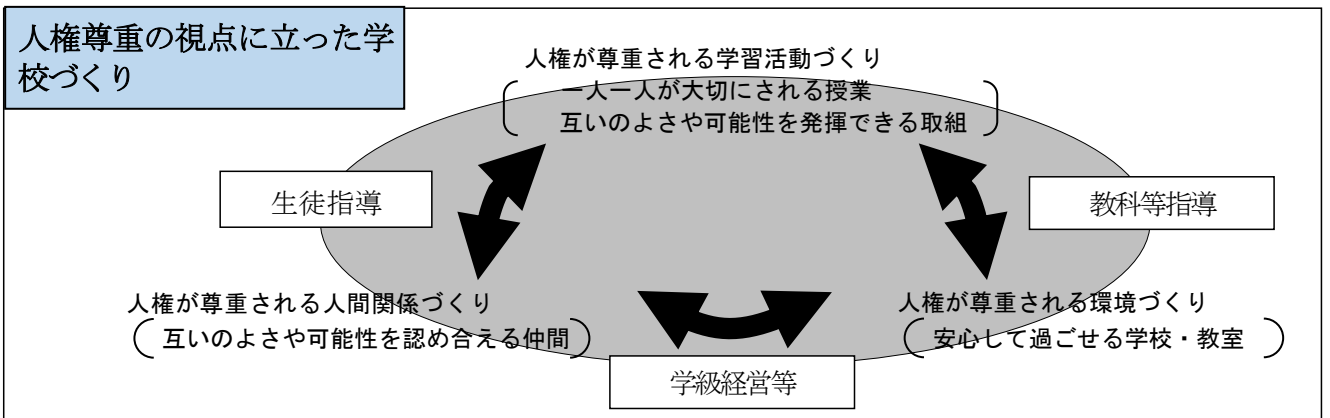 人権尊重の視点に立った学
校づくり
人権が尊重される学習活動づくり
一人一人が大切にされる授業
互いのよさや可能性を発揮できる取組
生徒指導
教科等指導
人権が尊重される人間関係づくり
互いのよさや可能性を認め合える仲間
人権が尊重される環境づくり
安心して過ごせる学校・教室
学級経営等